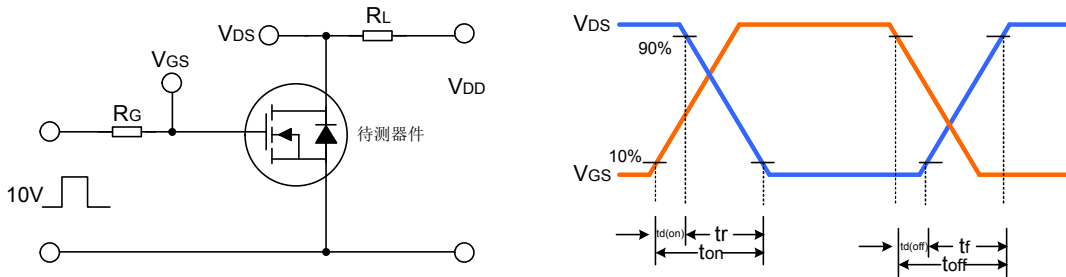 VDS
RL
VGS
VDD
RG
待测器件
10V
VDS
90%
10%
VGS
td(on)
tr
ton
td(off)
tf
toff